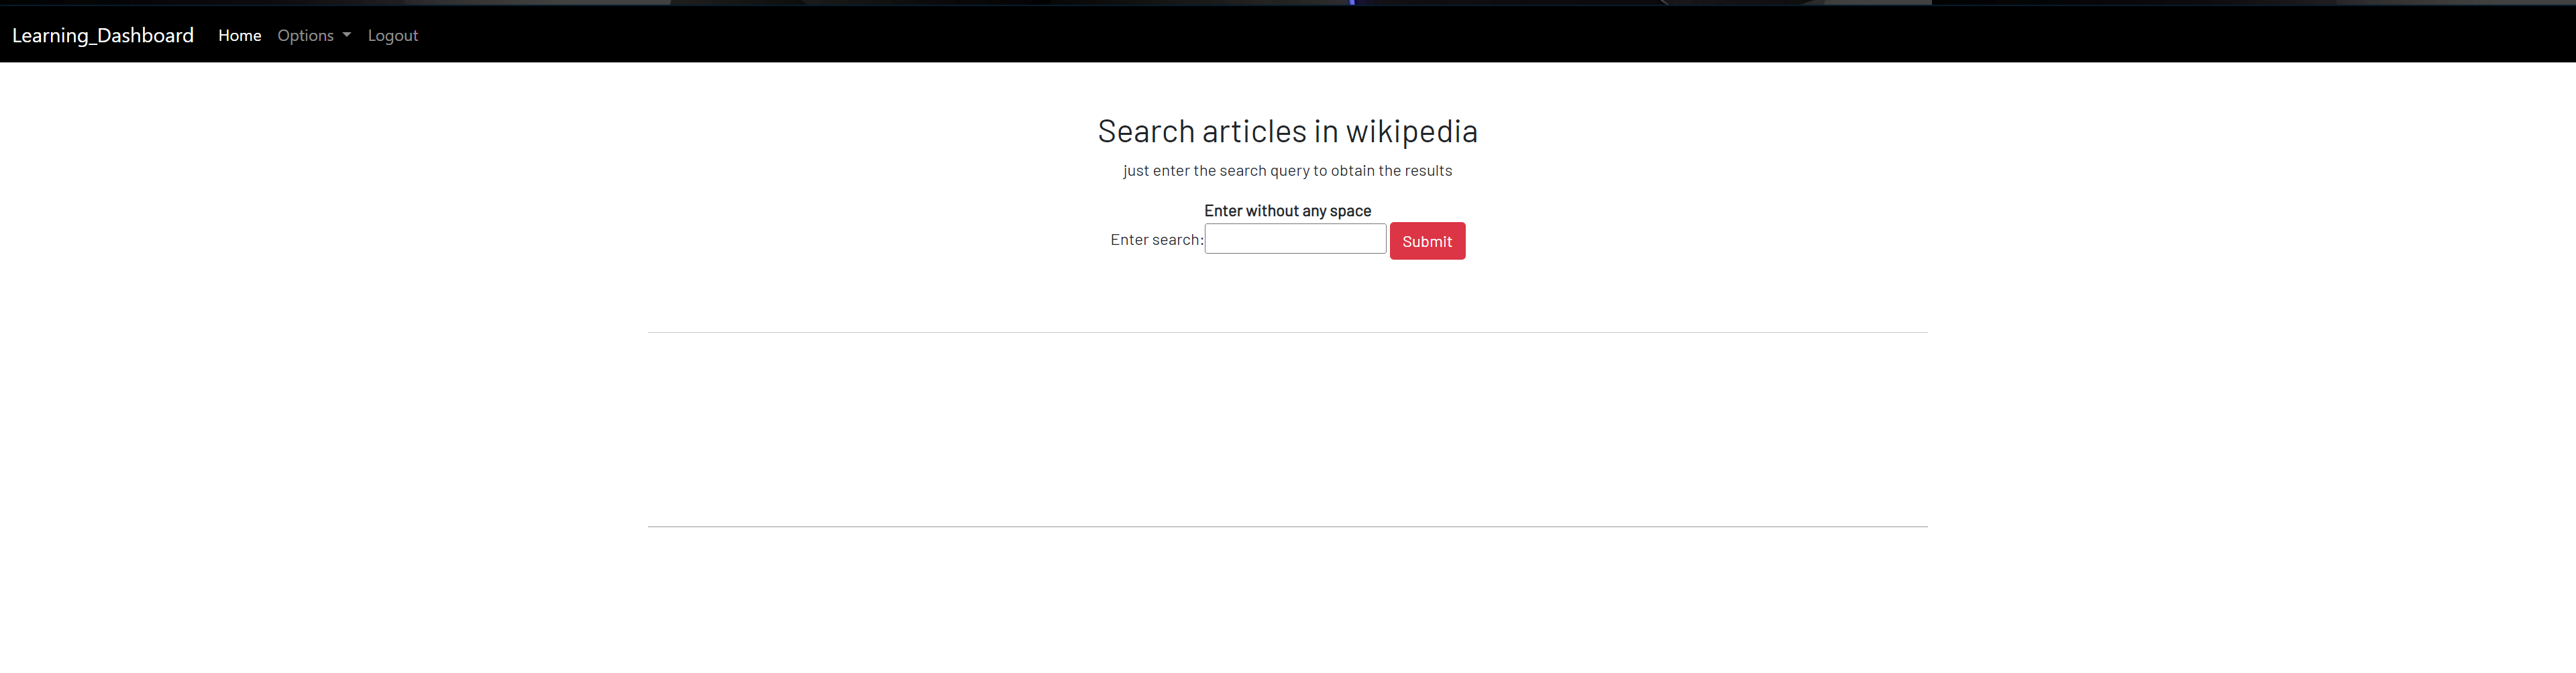 Learning_Dashboard Home Options Logout
Search articles in wikipedia
just enter the search query to obtain the results
Enter without any space
Enter search: Submit